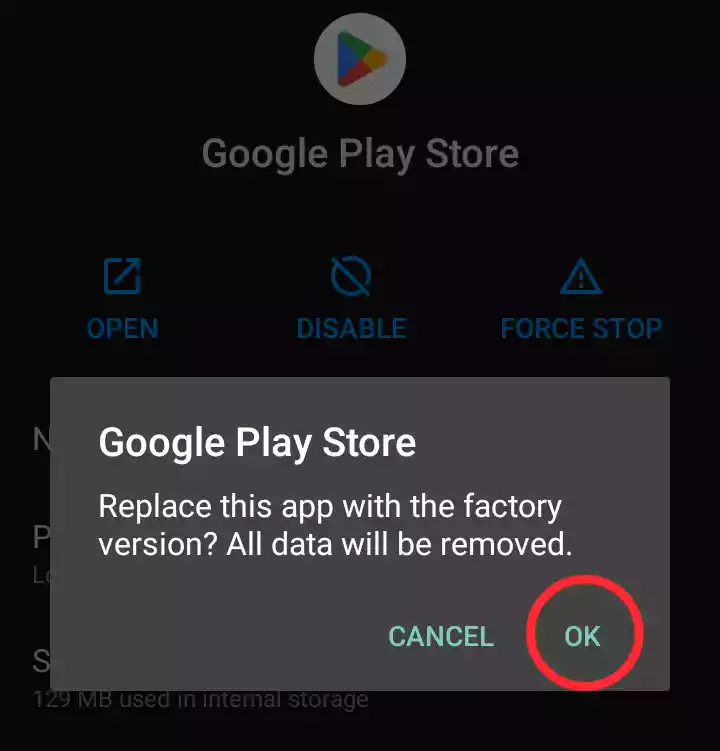 Google Play Store
OPEN
DISABLE
FORCE STOP
N
Google Play Store
Replace this app with the factory
version? All data will be removed.
P
Lo
CANCEL
OK
S
129 MB used in internal storage